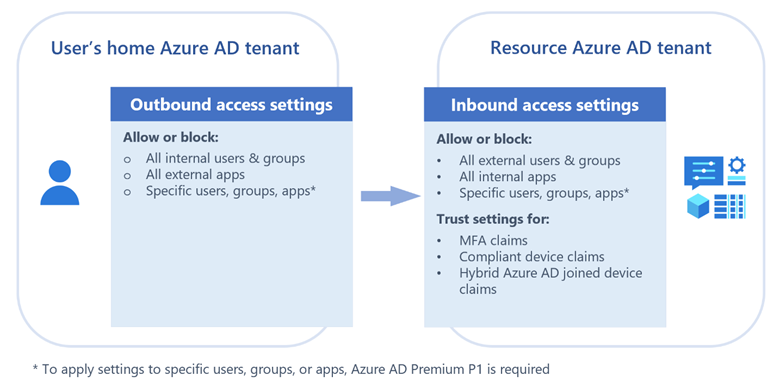 User's home Azure AD tenant
Outbound access settings
Allow or block:
o All internal users & groups
o All external apps
o Specific users, groups, apps*
Resource Azure AD tenant
Inbound access settings
Allow or block:
• All external users & groups
• All internal apps
• Specific users, groups, apps*
Trust settings for:
• MFA claims
• Compliant device claims
• Hybrid Azure AD joined device
claims
* To apply settings to specific users, groups, or apps, Azure AD Premium P1 is required